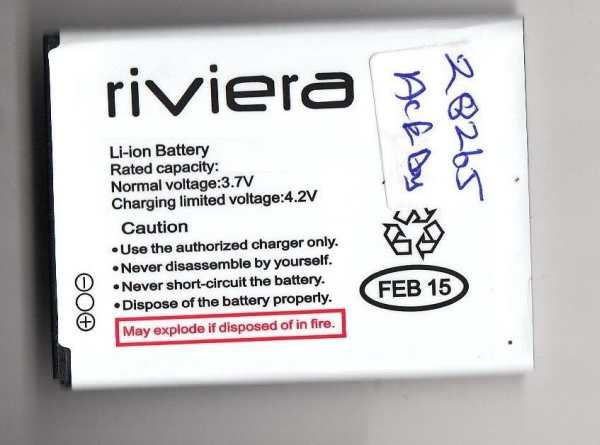 riviera
28265
Li-ion Battery
Rated capacity:
Normal voltage:3.7V
Charging limited voltage:4.2V
Caution
•Use the authorized charger only.
•Never disassemble by yourself.
•Never short-circuit the battery.
•Dispose of the battery properly.
May explode if disposed of in fire.
FEB 15